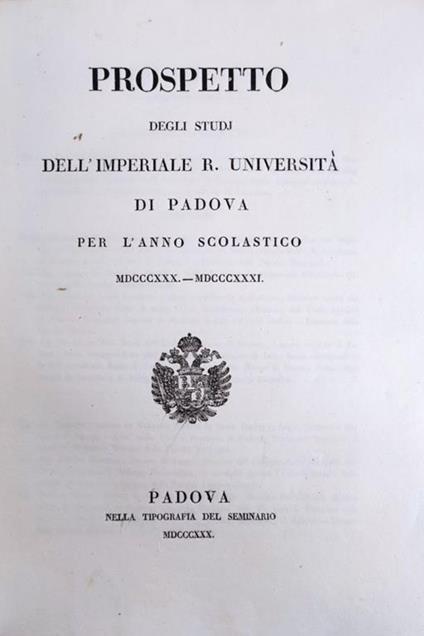 PROSPETTO
DEGLI STUDJ
DELL'IMPERIALE R. UNIVERSITÀ
DI PADOVA
PER L'ANNO SCOLASTICO
MDCCCXXX.—MDCCCXXXI.
PADOVA
NELLA TIPOGRAFIA DEL SEMINARIO
MDCCCXXX.